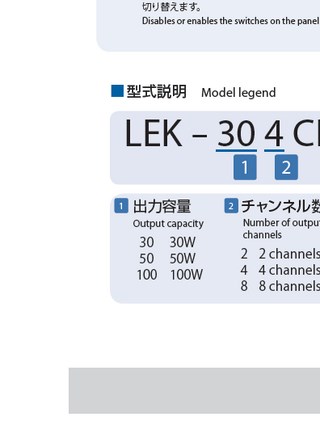 切り替えます。
Disables or enables the switches on the panel
型式説明 Model legend
LEK – 30 4 C
1 2
1 出力容量 2 チャンネル数
Output capacity Number of output
channels
30 30W 2 2 channels
50 50W 4 4 channels
100 100W 8 8 channels